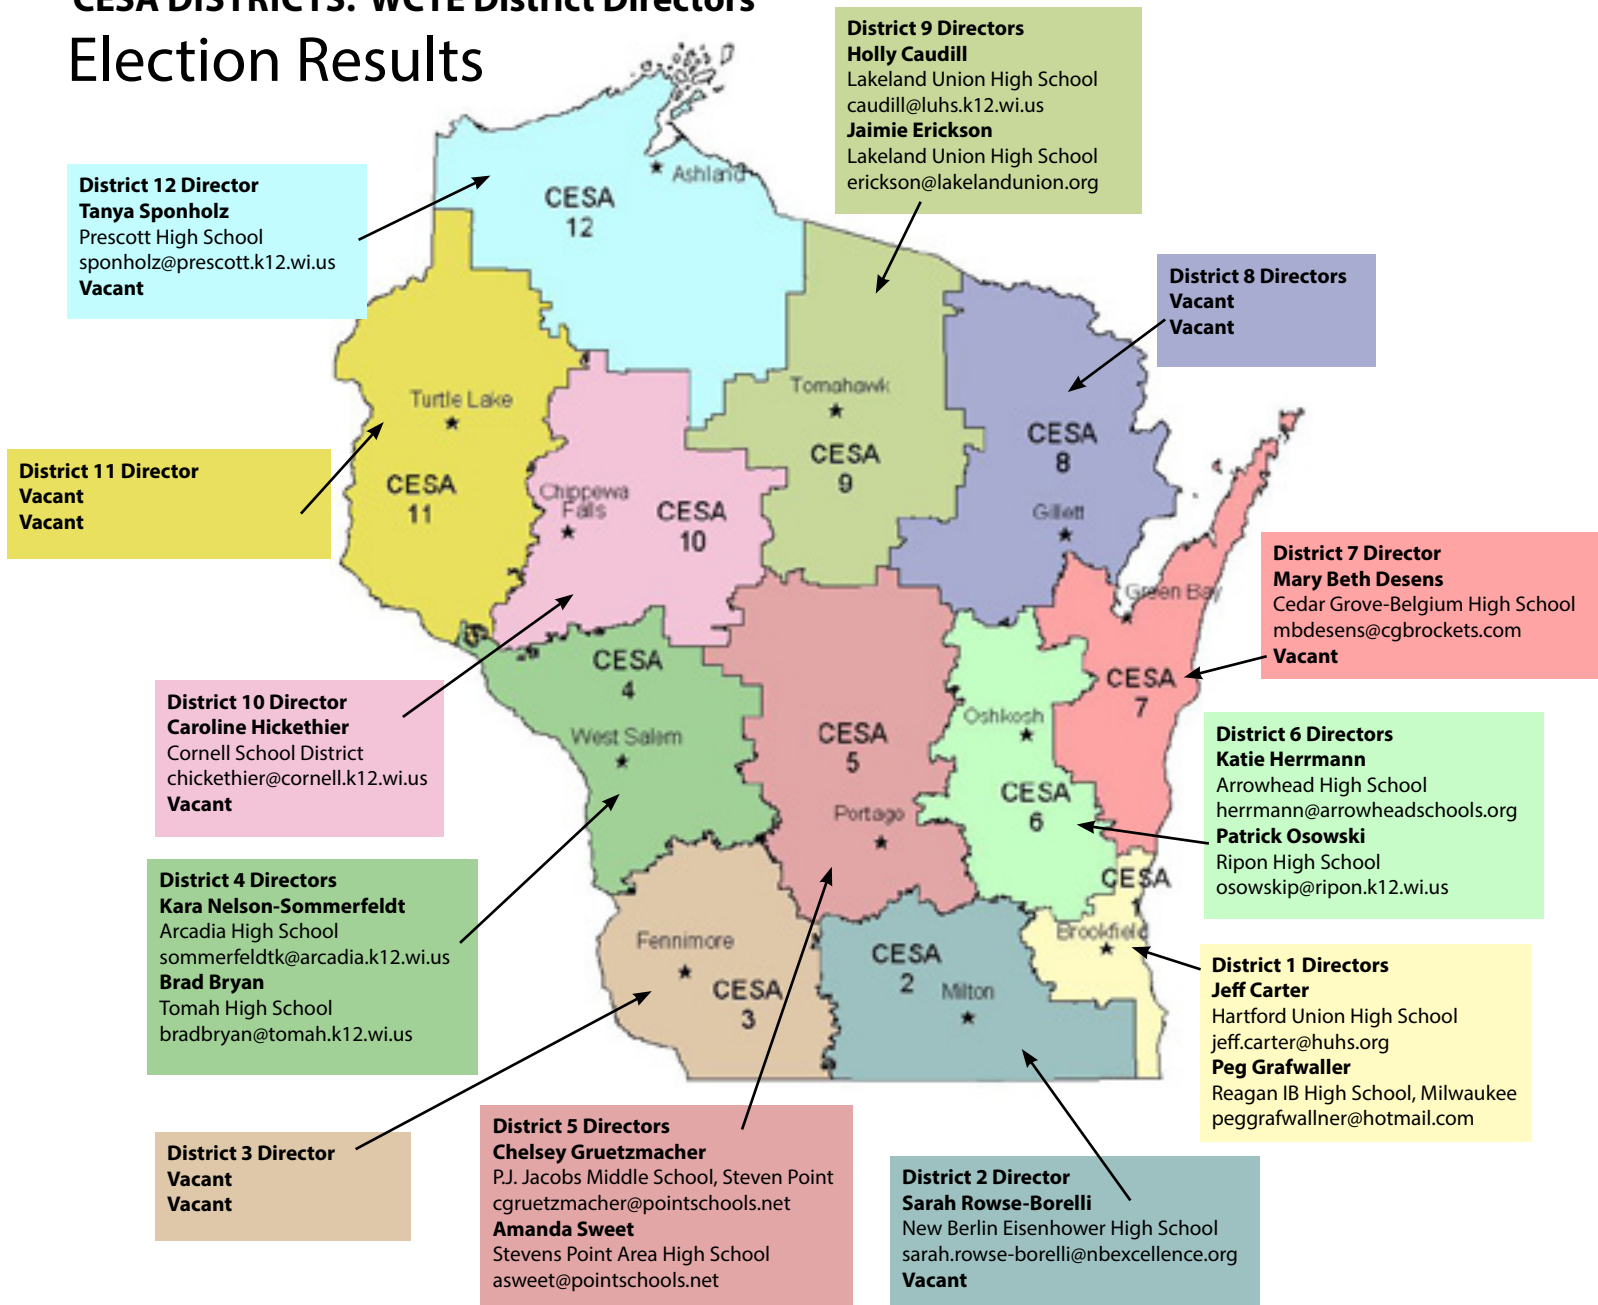 CESA DISTRICTS: WCTE District Directors
Election Results
District 9 Directors
Holly Caudill
Lakeland Union High School
caudill@luhs.k12.wi.us
Jaimie Erickson
Lakeland Union High School
erickson@lakelandunion.org
District 12 Director
Tanya Sponholz
Prescott High School
sponholz@prescott.k12.wi.us
Vacant
District 8 Directors
Vacant
Vacant
District 11 Director
Vacant
Vacant
District 7 Director
Mary Beth Desens
Cedar Grove-Belgium High School
mbdesens@cgbrockets.com
Vacant
District 10 Director
Caroline Hickethier
Cornell School District
chickethier@cornell.k12.wi.us
Vacant
District 6 Directors
Katie Herrmann
Arrowhead High School
herrmann@arrowheadschools.org
Patrick Osowski
Ripon High School
osowskip@ripon.k12.wi.us
District 4 Directors
Kara Nelson-Sommerfeldt
Arcadia High School
sommerfeldtk@arcadia.k12.wi.us
Brad Bryan
Tomah High School
bradbryan@tomah.k12.wi.us
District 1 Directors
Jeff Carter
Hartford Union High School
jeff.carter@huhs.org
Peg Grafwaller
Reagan IB High School, Milwaukee
peggrafwallner@hotmail.com
District 3 Director
Vacant
Vacant
District 5 Directors
Chelsey Gruetzmacher
P.J. Jacobs Middle School, Steven Point
cgruetzmacher@pointschools.net
Amanda Sweet
Stevens Point Area High School
asweet@pointschools.net
District 2 Director
Sarah Rowse-Borelli
New Berlin Eisenhower High School
sarah.rowse-borelli@nbexcellence.org
Vacant
Ashland
CESA
12
Turtle Lake
CESA
11
Chippewa
Falls
CESA
10
Tomahawk
CESA
9
CESA
8
Gillett
Green Bay
CESA
7
CESA
4
West Salem
CESA
5
Portago
Oshkosh
CESA
6
CESA
Brookfield
Fennimore
CESA
3
CESA
2
Milton